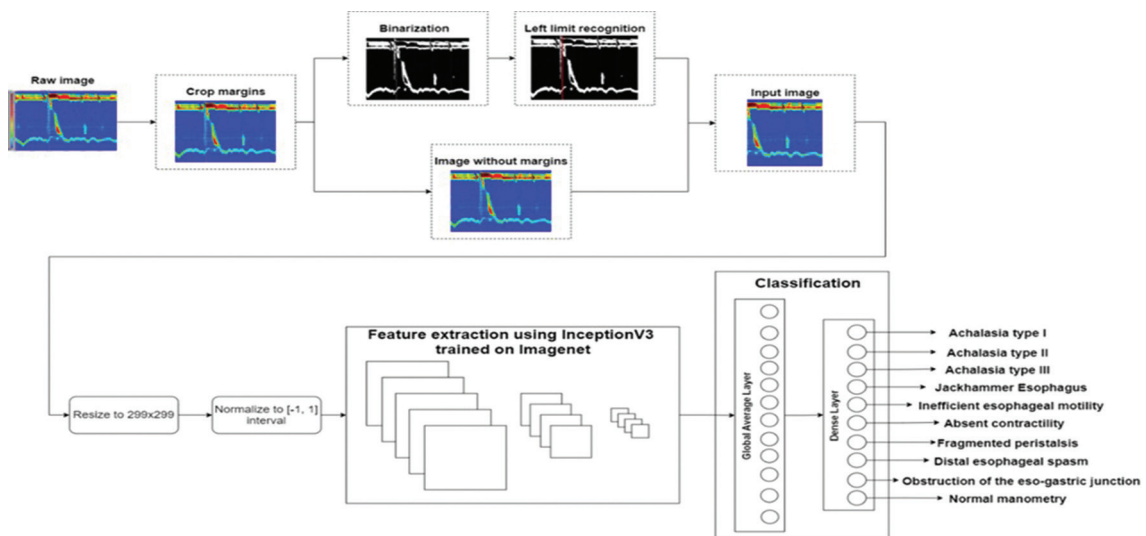 Binarization
Left limit recognition
Raw image
Crop margins
Input image
Image without margins
Classification
Feature extraction using InceptionV3
trained on Imagenet
Resize to 299x299
Normalize to [-1, 1]
interval
Global Average Layer
Dense Layer
Achalasia type I
Achalasia type II
Achalasia type III
Jackhammer Esophagus
Inefficient esophageal motility
Absent contractility
Fragmented peristalsis
Distal esophageal spasm
Obstruction of the eso-gastric junction
Normal manometry